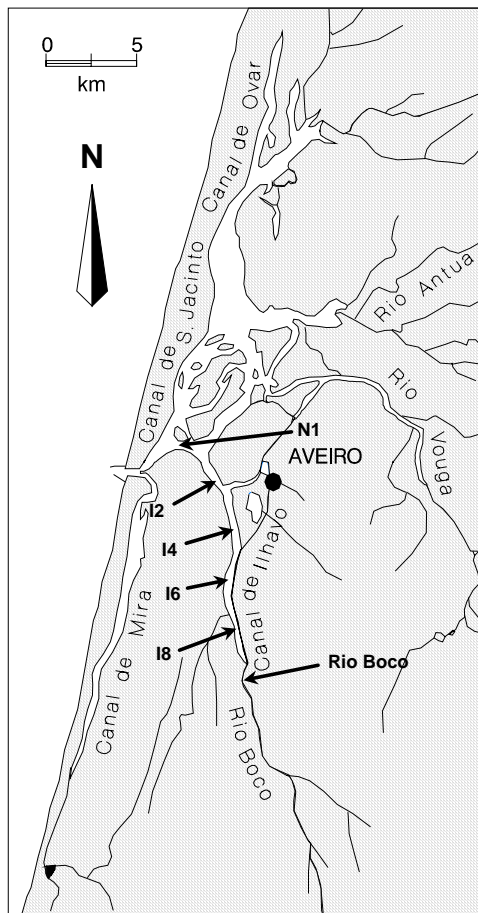 0 5
km
N
Canal de Ovar
Canal de S. Jacinto
Rio Antua
Rio Vouga
N1
AVEIRO
I2
I4
Canal de Ilhavo
I6
Canal de Mira
I8
Rio Boco
Rio Boco